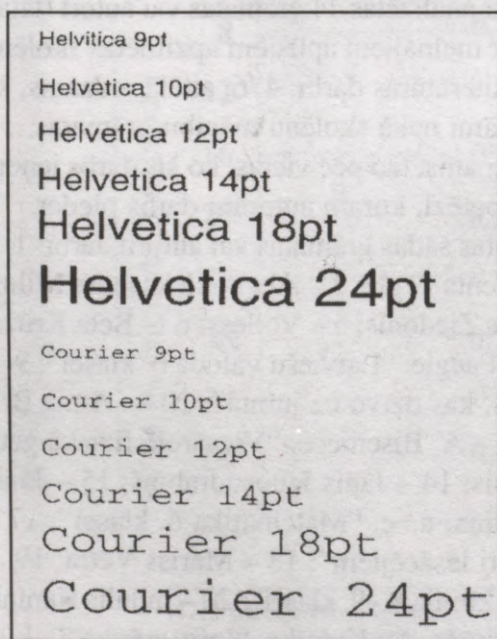 Helvitica 9pt
Helvetica 10pt
Helvetica 12pt
Helvetica 14pt
Helvetica 18pt
Helvetica 24pt
Courier 9pt
Courier 10pt
Courier 12pt
Courier 14pt
Courier 18pt
Courier 24pt